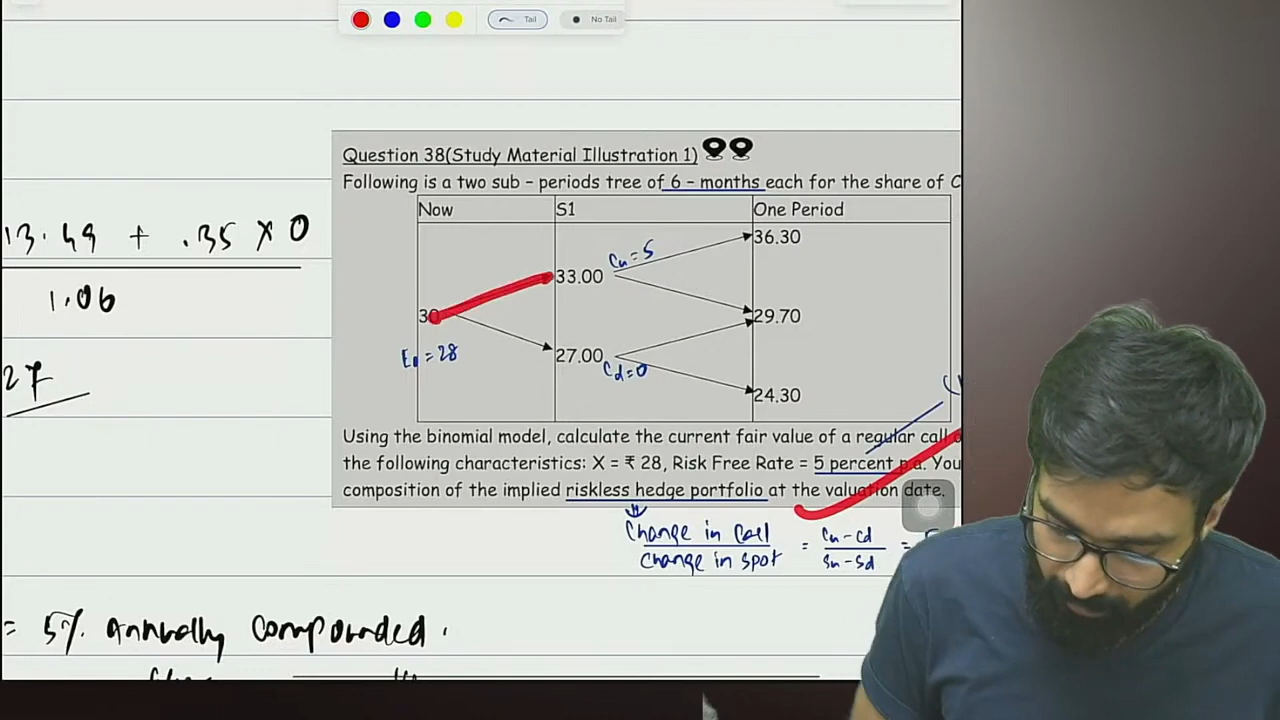 Tail
No Tail
Question 38(Study Material Illustration 1)
Following is a two sub – periods tree of 6 – months each for the share of
Now S1 One Period
36.30
Cu = 5
33.00
30
29.70
Eₚ = 28
27.00
Cd=0
24.30
Using the binomial model, calculate the current fair value of a regular call
the following characteristics: X = ₹ 28, Risk Free Rate = 5 percent p.a. You
composition of the implied riskless hedge portfolio at the valuation date.
Change in Call
Change in spot
= Cu - Cd
Su - Sd
=
13.49 + .35 X 0
1.06
27
= 5% annually compounded.